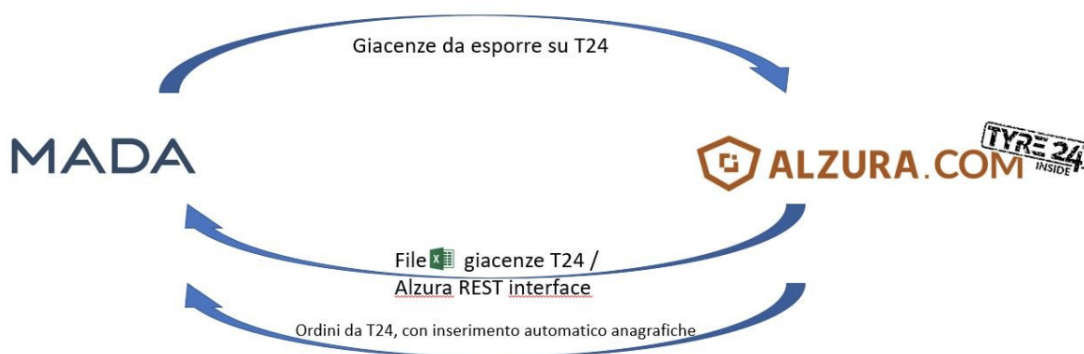 Giacenze da esporre su T24
MADA
ALZURA.COM
TYRE 24
INSIDE
File giacenze T24 /
Alzura REST interface
Ordini da T24, con inserimento automatico anagrafiche